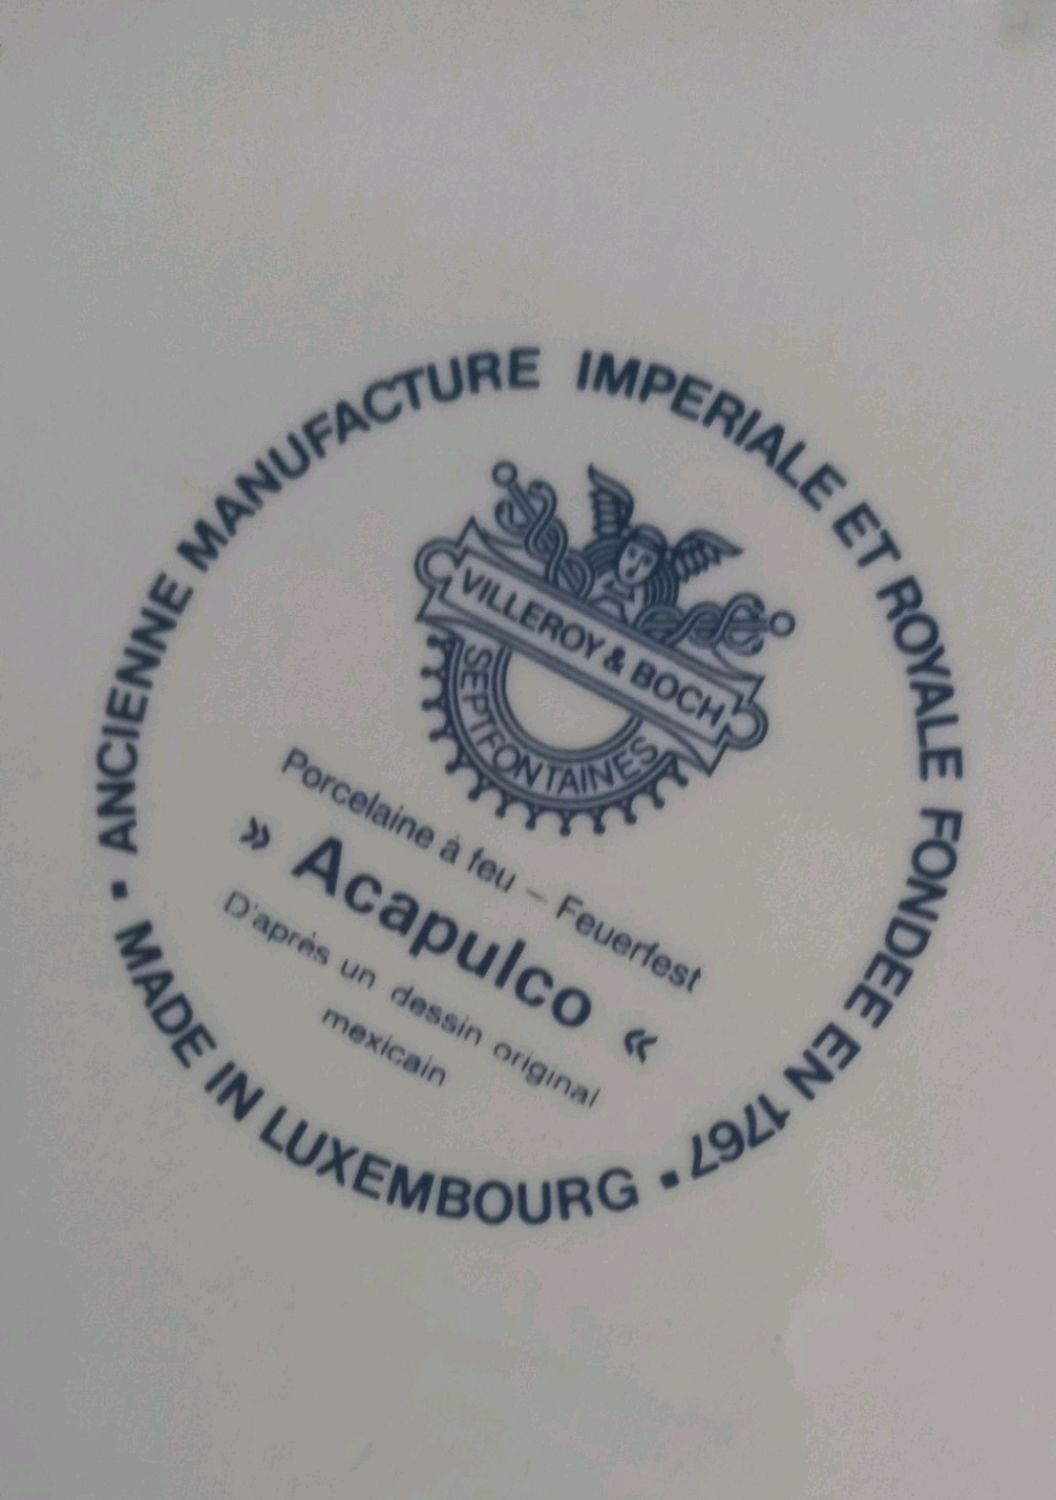 ANCIENNE MANUFACTURE IMPERIALE ET ROYALE FONDEE EN 1767
VILLEROY & BOCH
SEPTFONTAINES
Porcelaine à feu – Feuerfest
» Acapulco «
D'après un dessin original
mexicain
▪ MADE IN LUXEMBOURG ▪